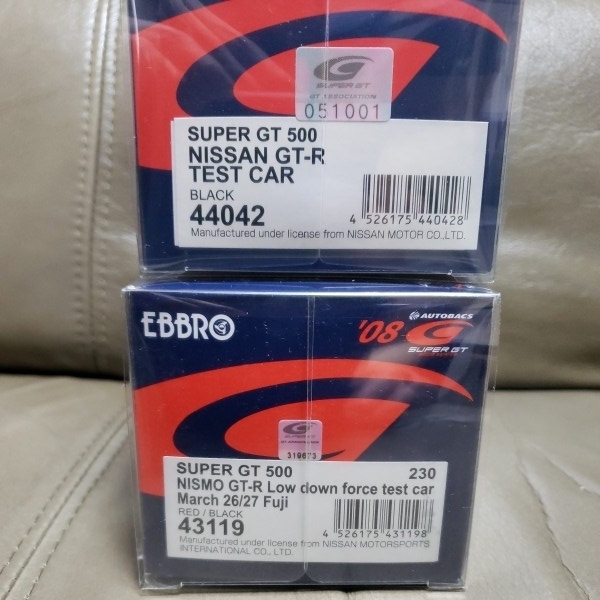 SUPER GT
GT ASSOCIATION
051001
SUPER GT 500
NISSAN GT-R
TEST CAR
BLACK
44042
4 526175 440428
Manufactured under license from NISSAN MOTOR CO.,LTD.
EBBRO
AUTOBACS
'08
SUPER GT
319673
SUPER GT 500 230
NISMO GT-R Low down force test car
March 26/27 Fuji
RED / BLACK
43119
4 526175 431198
Manufactured under license from NISSAN MOTORSPORTS
INTERNATIONAL CO., LTD.